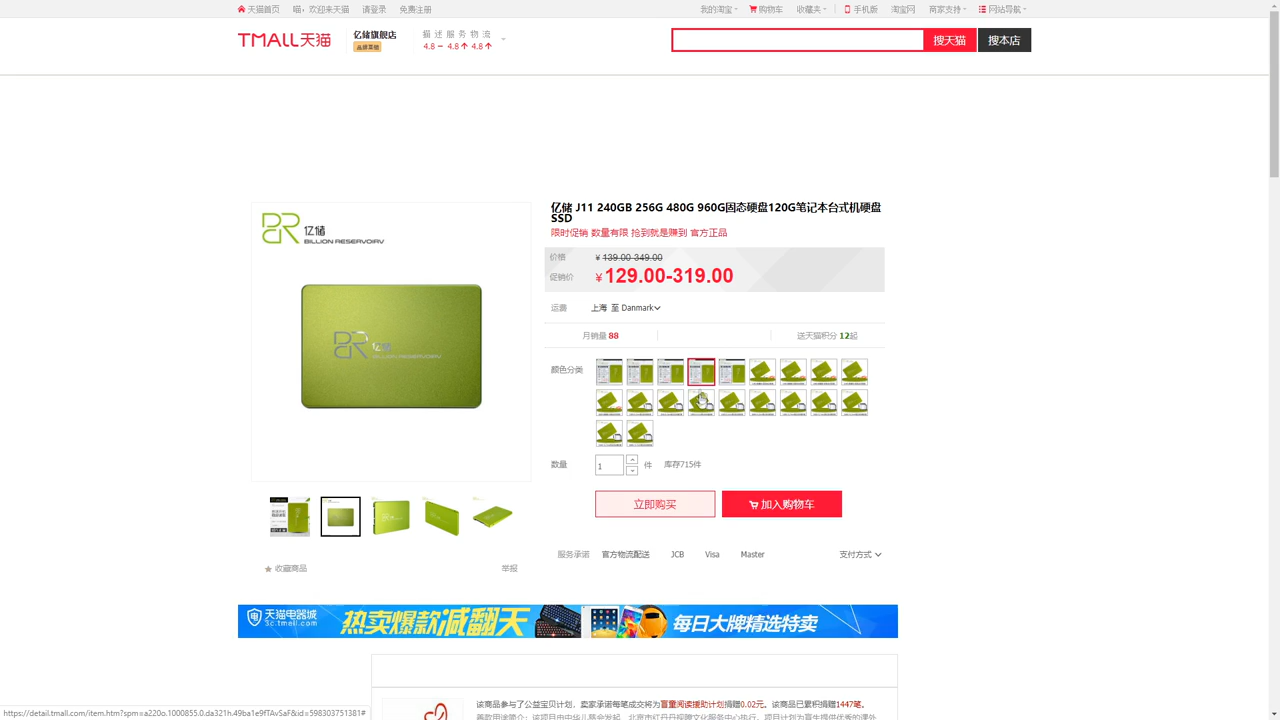 天猫首页 喵，欢迎来天猫 请登录 免费注册 我的淘宝 购物车 收藏夹 手机版 淘宝网 商家支持 网站导航
TMALL天猫 亿储旗舰店 描述 服务 物流 搜天猫 搜本店
4.8 4.8 4.8
亿储
BILLION RESERVOIRV
亿储 J11 240GB 256G 480G 960G固态硬盘120G笔记本台式机硬盘
SSD
限时促销 数量有限 抢到就是赚到 官方正品
价格 ¥ 139.00-349.00
促销价 ¥ 129.00-319.00
运费 上海 至 Danmark
月销量 88 送天猫积分 12起
颜色分类
数量 1 件 库存715件
立即购买 加入购物车
服务承诺 官方物流配送 JCB Visa Master 支付方式
收藏商品 举报
天猫电器城
3c.tmall.com
热卖爆款减翻天 每日大牌精选特卖
该商品参与了公益宝贝计划，卖家承诺每笔成交将为盲童阅读援助计划捐赠0.02元。该商品已累积捐赠1447笔。
https://detail.tmall.com/item.htm?spm=a220o.1000855.0.da321h.49ba1e9fTAvSaF&id=598303751381#